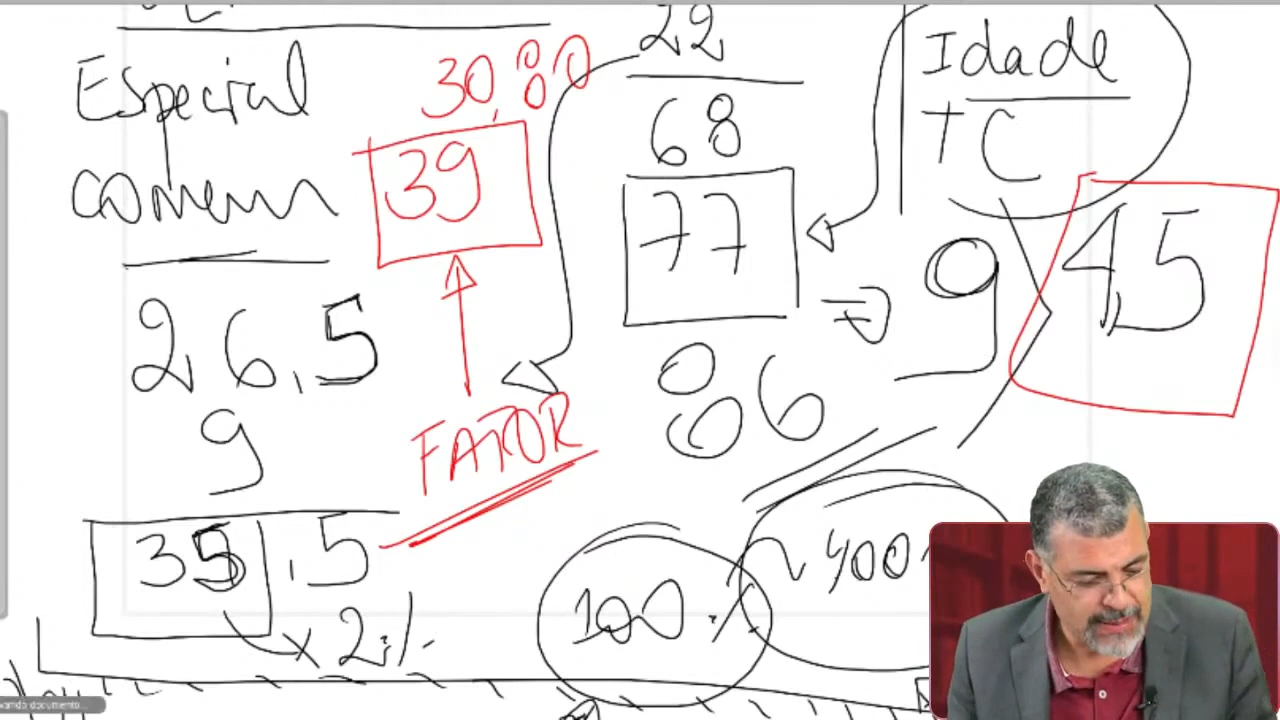 Especial
comum
26,5
9
35,5
x 2%
30,80
39
FATOR
22
68
77
86
=> 9
Idade
TC
4,5
100%
400